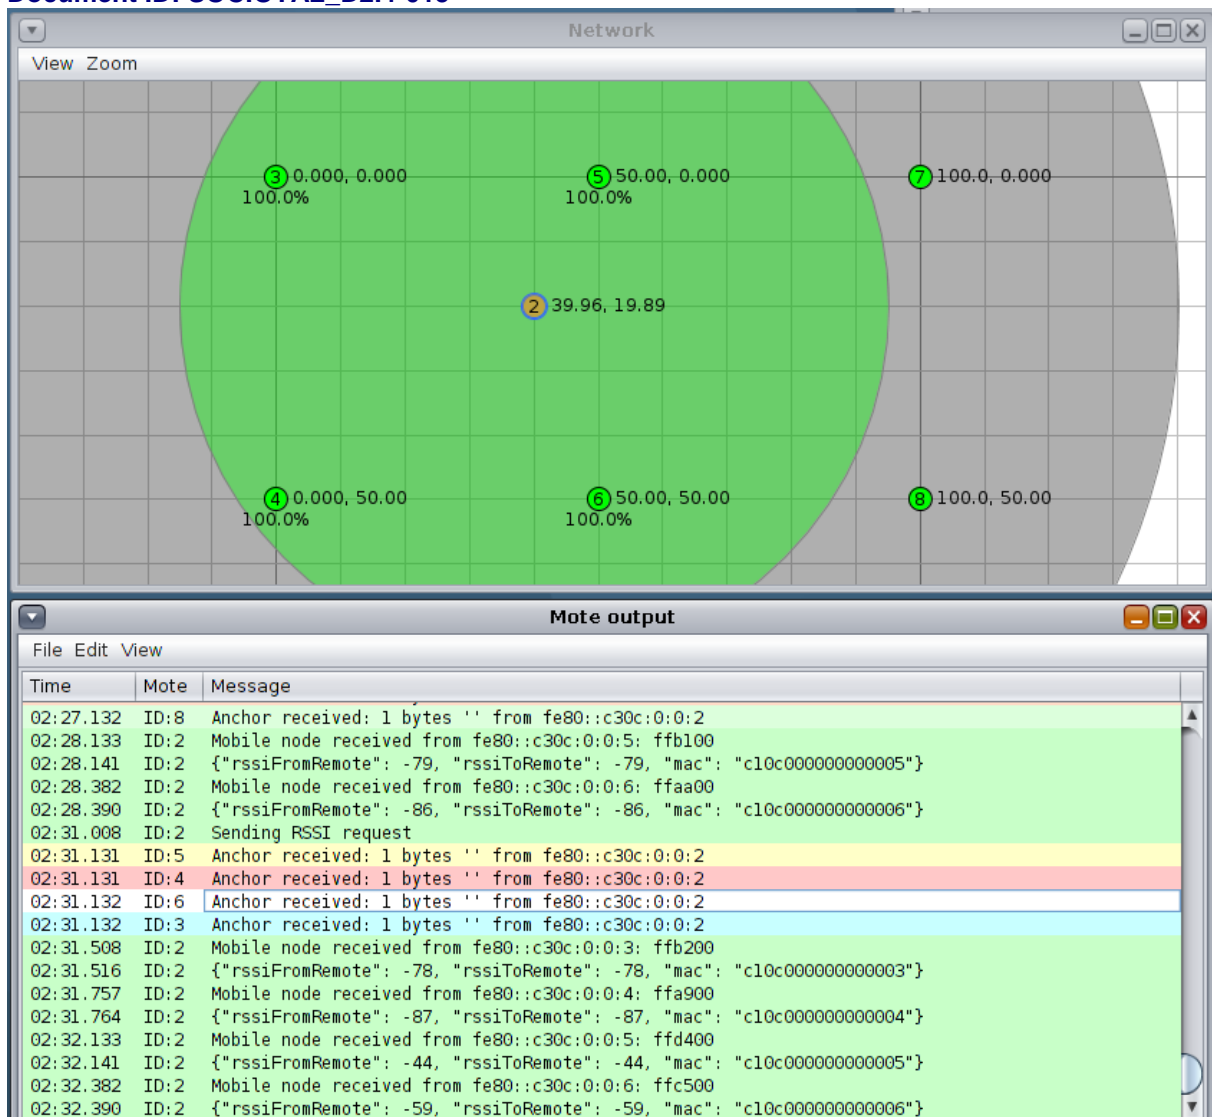 Network
View Zoom
3 0.000, 0.000
100.0%
5 50.00, 0.000
100.0%
7 100.0, 0.000
2 39.96, 19.89
4 0.000, 50.00
100.0%
6 50.00, 50.00
100.0%
8 100.0, 50.00
Mote output
File Edit View
Time Mote Message
02:27.132 ID:8 Anchor received: 1 bytes '' from fe80::c30c:0:0:2
02:28.133 ID:2 Mobile node received from fe80::c30c:0:0:5: ffb100
02:28.141 ID:2 {"rssiFromRemote": -79, "rssiToRemote": -79, "mac": "c10c000000000005"}
02:28.382 ID:2 Mobile node received from fe80::c30c:0:0:6: ffaa00
02:28.390 ID:2 {"rssiFromRemote": -86, "rssiToRemote": -86, "mac": "c10c000000000006"}
02:31.008 ID:2 Sending RSSI request
02:31.131 ID:5 Anchor received: 1 bytes '' from fe80::c30c:0:0:2
02:31.131 ID:4 Anchor received: 1 bytes '' from fe80::c30c:0:0:2
02:31.132 ID:6 Anchor received: 1 bytes '' from fe80::c30c:0:0:2
02:31.132 ID:3 Anchor received: 1 bytes '' from fe80::c30c:0:0:2
02:31.508 ID:2 Mobile node received from fe80::c30c:0:0:3: ffb200
02:31.516 ID:2 {"rssiFromRemote": -78, "rssiToRemote": -78, "mac": "c10c000000000003"}
02:31.757 ID:2 Mobile node received from fe80::c30c:0:0:4: ffa900
02:31.764 ID:2 {"rssiFromRemote": -87, "rssiToRemote": -87, "mac": "c10c000000000004"}
02:32.133 ID:2 Mobile node received from fe80::c30c:0:0:5: ffd400
02:32.141 ID:2 {"rssiFromRemote": -44, "rssiToRemote": -44, "mac": "c10c000000000005"}
02:32.382 ID:2 Mobile node received from fe80::c30c:0:0:6: ffc500
02:32.390 ID:2 {"rssiFromRemote": -59, "rssiToRemote": -59, "mac": "c10c000000000006"}